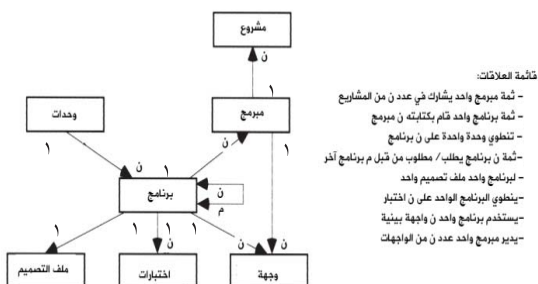 مشروع
ن
١
وحدات
مبرمج
١
ن
١
ن
١
برنامج
ن
م
١
١
١
١
ن
ن
ن
ملف التصميم
اختبارات
وجهة
قائمة العلاقات:
- ثمة مبرمج واحد يشارك في عدد ن من المشاريع
- ثمة برنامج واحد قام بكتابته ن مبرمج
- تنطوي وحدة واحدة على ن برنامج
-ثمة ن برنامج يطلب/ مطلوب من قبل م برنامج آخر
- لبرنامج واحد ملف تصميم واحد
-ينطوي البرنامج الواحد على ن اختبار
-يستخدم برنامج واحد ن واجهة بينية
-يدير مبرمج واحد عدد ن من الواجهات